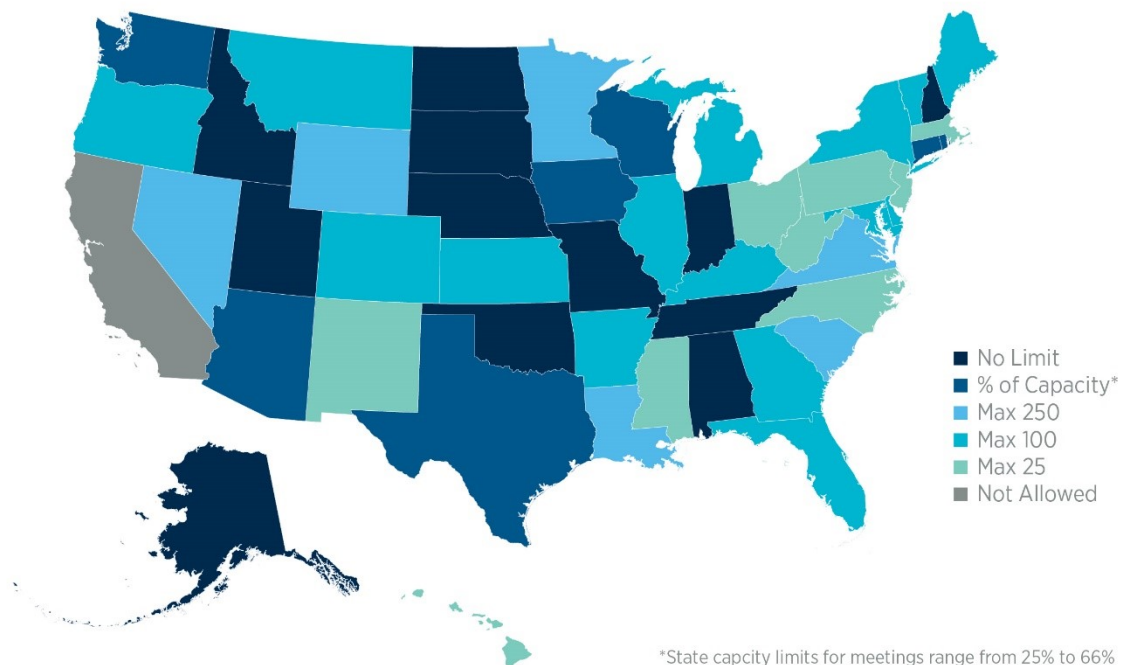 No Limit
% of Capacity*
Max 250
Max 100
Max 25
Not Allowed
*State capcity limits for meetings range from 25% to 66%